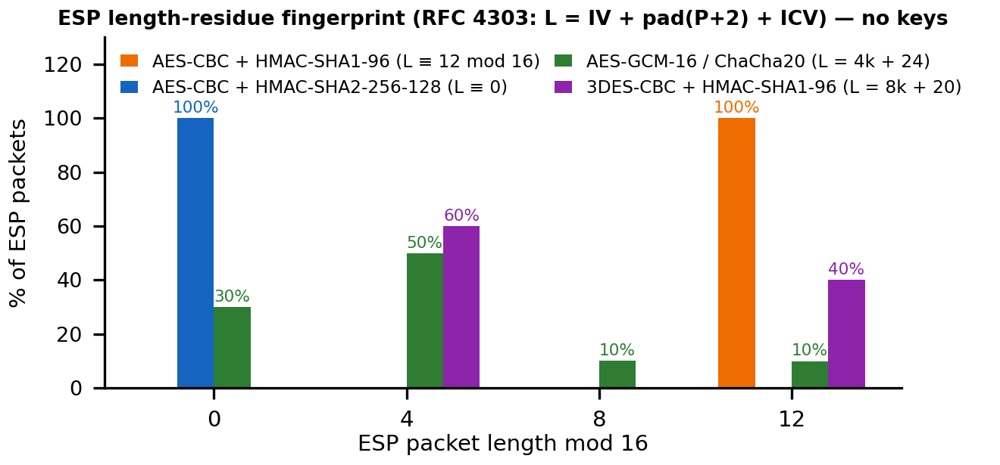 ESP length-residue fingerprint (RFC 4303: L = IV + pad(P+2) + ICV) — no keys
AES-CBC + HMAC-SHA1-96 (L ≡ 12 mod 16)
AES-CBC + HMAC-SHA2-256-128 (L ≡ 0)
AES-GCM-16 / ChaCha20 (L = 4k + 24)
3DES-CBC + HMAC-SHA1-96 (L = 8k + 20)
% of ESP packets
120
100
80
60
40
20
0
100%
30%
50%
60%
10%
100%
10%
40%
0
4
8
12
ESP packet length mod 16